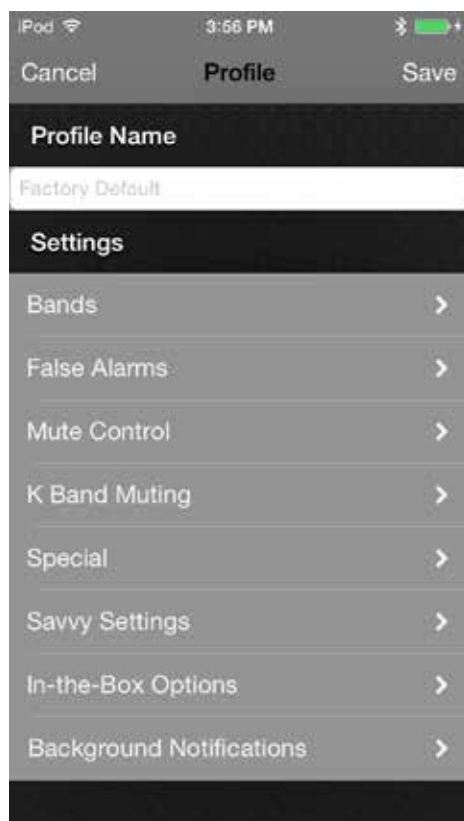 iPod 3:56 PM
Cancel Profile Save
Profile Name
Factory Default
Settings
Bands
False Alarms
Mute Control
K Band Muting
Special
Savvy Settings
In-the-Box Options
Background Notifications